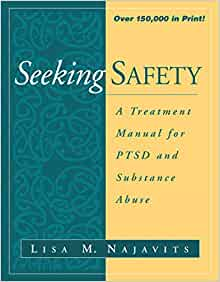 Over 150,000 in Print!
Seeking SAFETY
A Treatment
Manual for
PTSD and
Substance
Abuse
LISA M. NAJAVITS